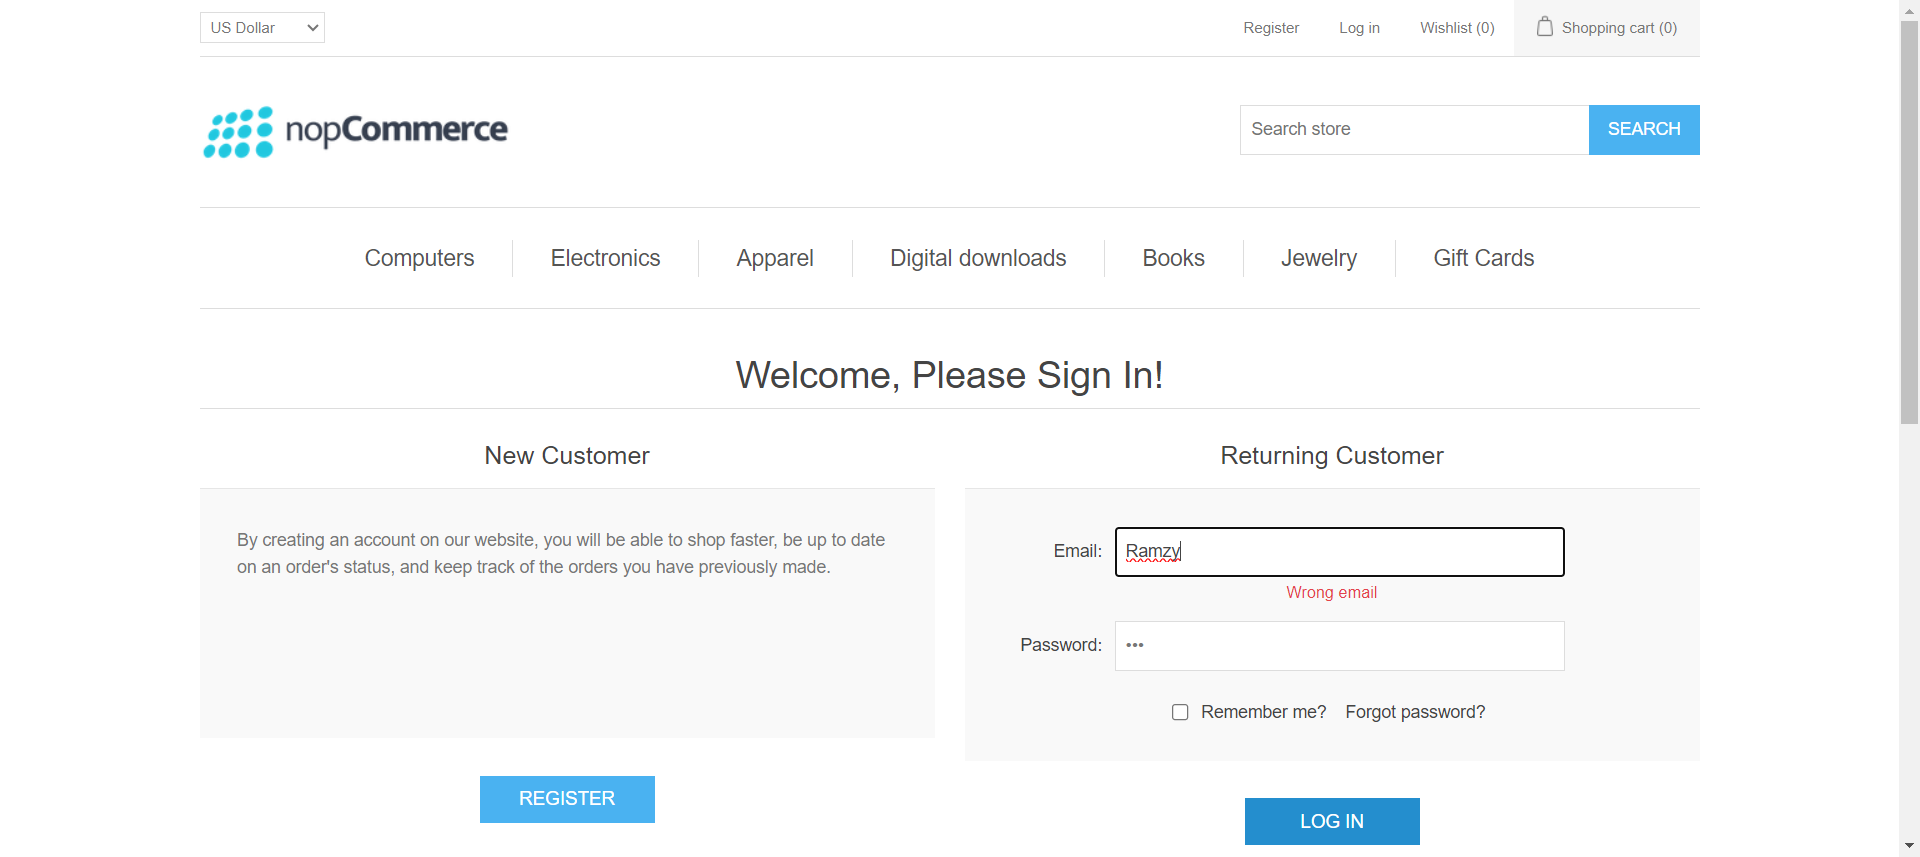 US Dollar
Register
Log in
Wishlist (0)
Shopping cart (0)
nopCommerce
Search store
SEARCH
Computers
Electronics
Apparel
Digital downloads
Books
Jewelry
Gift Cards
Welcome, Please Sign In!
New Customer
By creating an account on our website, you will be able to shop faster, be up to date
on an order's status, and keep track of the orders you have previously made.
REGISTER
Returning Customer
Email:
Ramzy
Wrong email
Password:
•••
Remember me?
Forgot password?
LOG IN